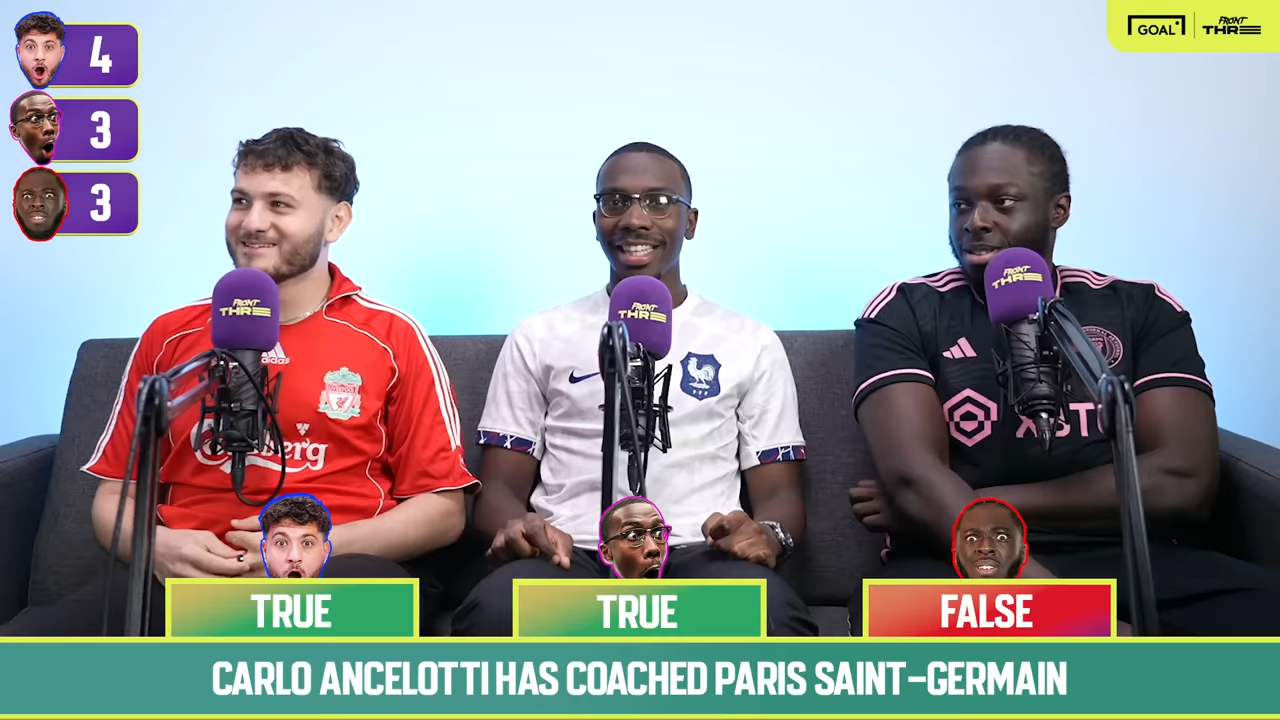 4
3
3
GOAL
FRONT THREE
FRONT THREE
FRONT THREE
FRONT THREE
adidas
Carlsberg
TRUE
TRUE
FALSE
CARLO ANCELOTTI HAS COACHED PARIS SAINT-GERMAIN